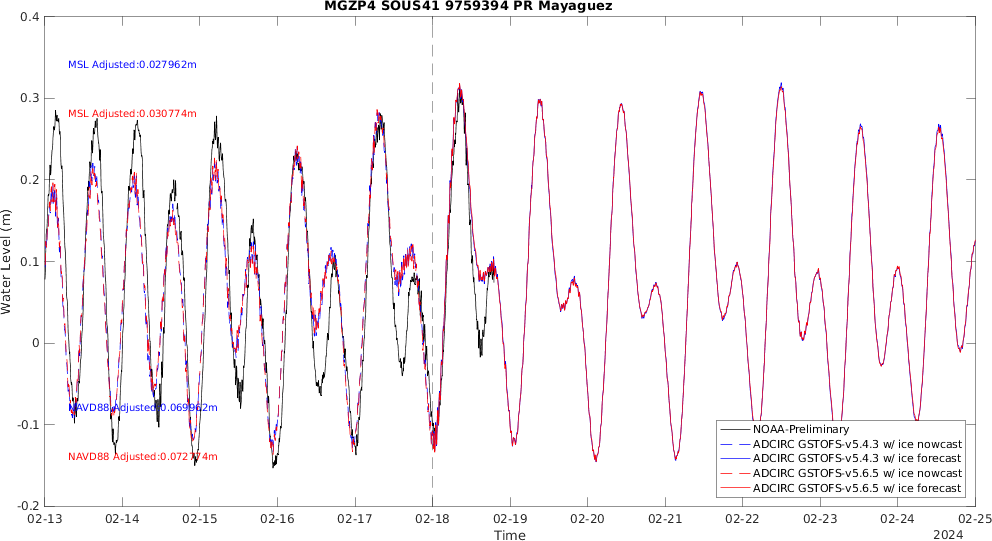 MGZP4 SOUS41 9759394 PR Mayaguez
0.4
MSL Adjusted:0.027962m
0.3
MSL Adjusted:0.030774m
0.2
0.1
Water Level (m)
0
NAVD88 Adjusted:0.069962m
-0.1
NAVD88 Adjusted:0.072774m
-0.2
NOAA-Preliminary
ADCIRC GSTOFS-v5.4.3 w/ ice nowcast
ADCIRC GSTOFS-v5.4.3 w/ ice forecast
ADCIRC GSTOFS-v5.6.5 w/ ice nowcast
ADCIRC GSTOFS-v5.6.5 w/ ice forecast
02-13 02-14 02-15 02-16 02-17 02-18 02-19 02-20 02-21 02-22 02-23 02-24 02-25
Time
2024